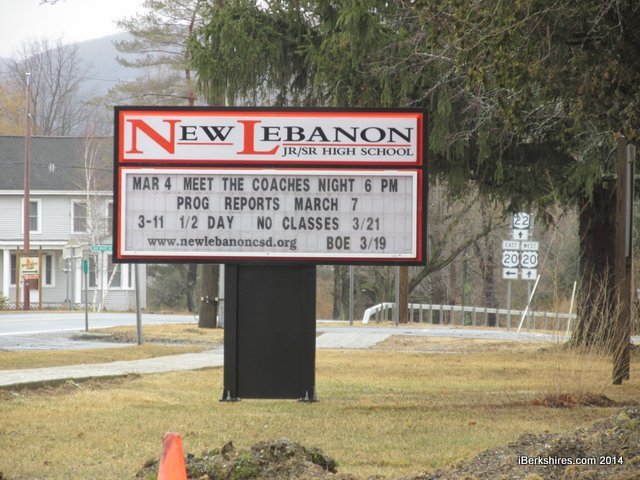 NEW LEBANON
JR/SR HIGH SCHOOL
MAR 4 MEET THE COACHES NIGHT 6 PM
PROG REPORTS MARCH 7
3-11 1/2 DAY NO CLASSES 3/21
www.newlebanoncsd.org BOE 3/19
22
EAST WEST
20 20
iBerkshires.com 2014